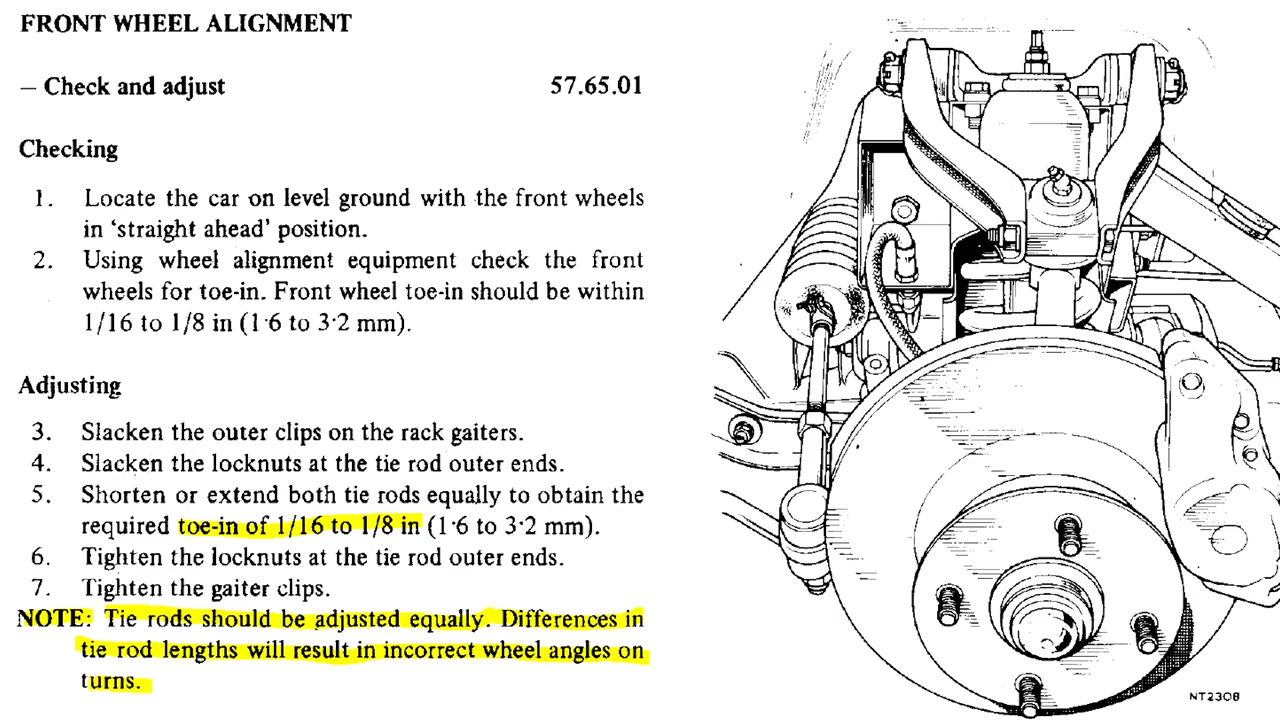 FRONT WHEEL ALIGNMENT
— Check and adjust 57.65.01
Checking
1. Locate the car on level ground with the front wheels
in ‘straight ahead’ position.
2. Using wheel alignment equipment check the front
wheels for toe-in. Front wheel toe-in should be within
1/16 to 1/8 in (1·6 to 3·2 mm).
Adjusting
3. Slacken the outer clips on the rack gaiters.
4. Slacken the locknuts at the tie rod outer ends.
5. Shorten or extend both tie rods equally to obtain the
required toe-in of 1/16 to 1/8 in (1·6 to 3·2 mm).
6. Tighten the locknuts at the tie rod outer ends.
7. Tighten the gaiter clips.
NOTE: Tie rods should be adjusted equally. Differences in
tie rod lengths will result in incorrect wheel angles on
turns.
NT2308